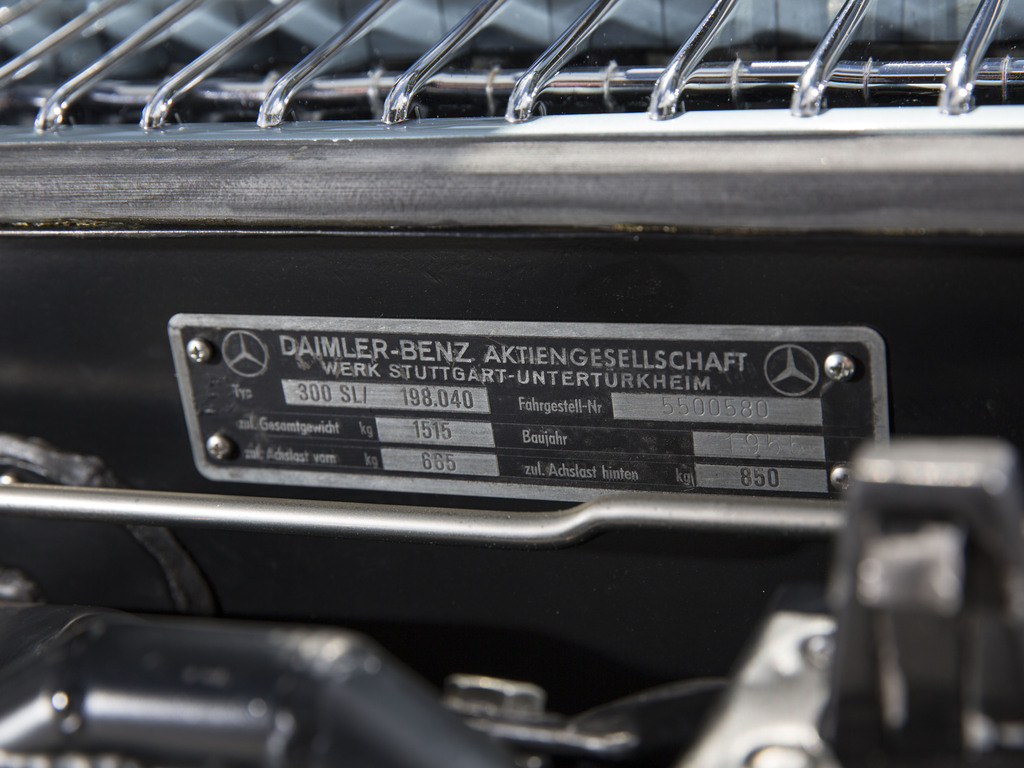 DAIMLER-BENZ AKTIENGESELLSCHAFT
WERK STUTTGART-UNTERTÜRKHEIM
Typ 300 SL/ 198.040 Fahrgestell-Nr 5500580
zul. Gesamtgewicht kg 1515 Baujahr
zul. Achslast vorn kg 665 zul. Achslast hinten kg 850